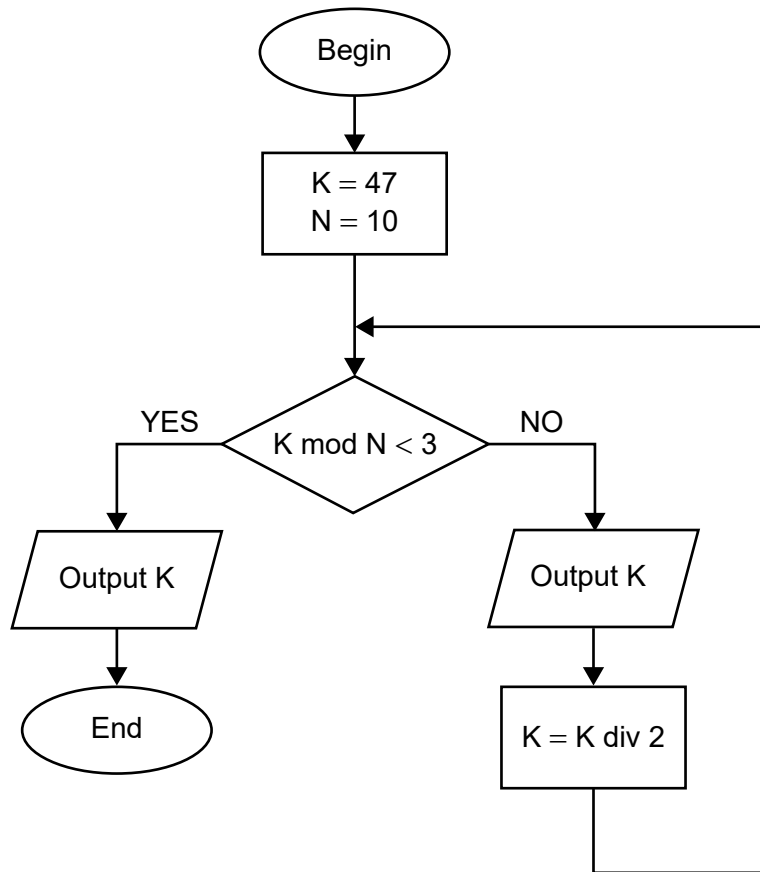 Begin
K = 47
N = 10
YES
K mod N < 3
NO
Output K
Output K
End
K = K div 2